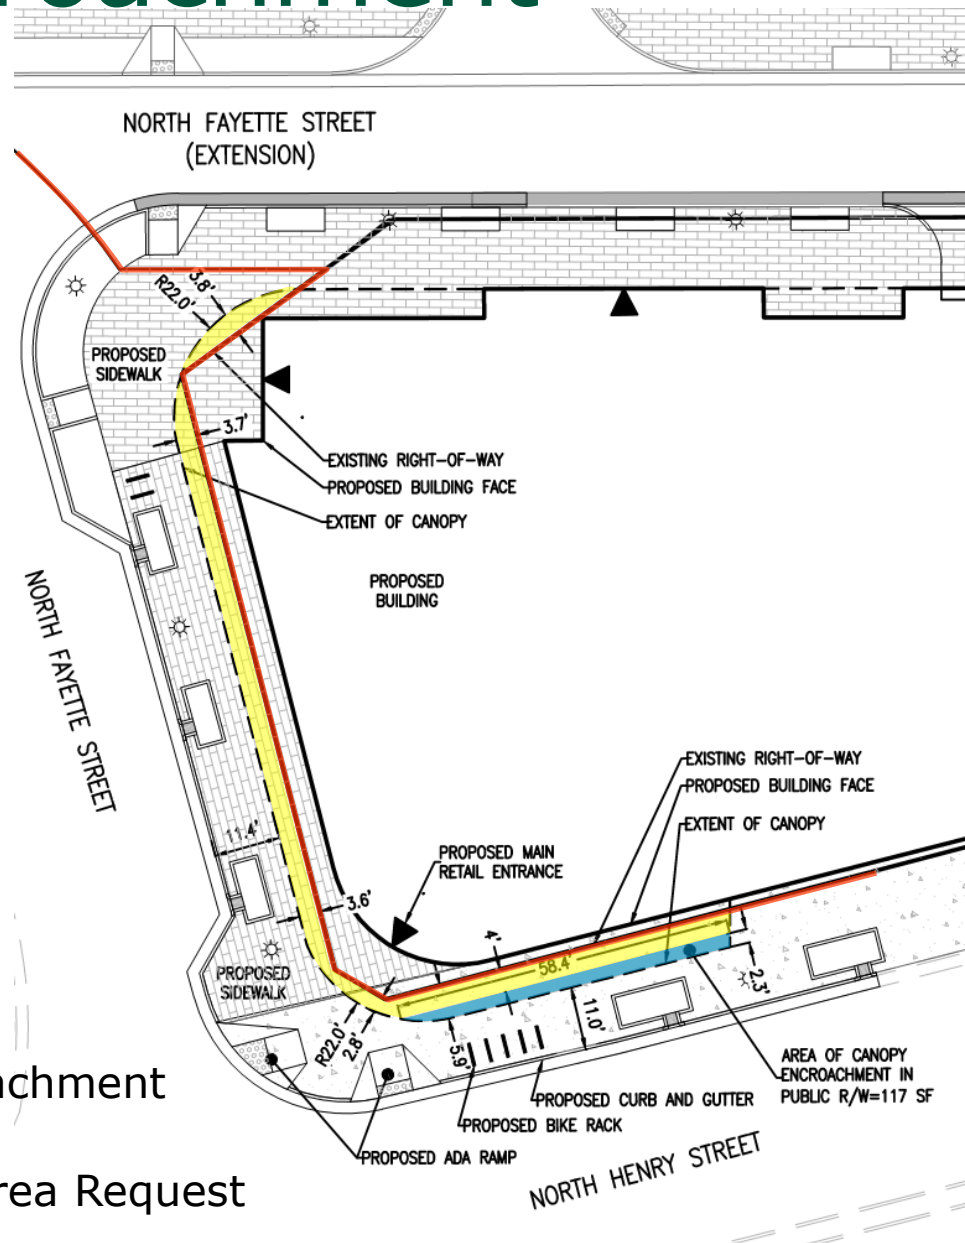 NORTH FAYETTE STREET
(EXTENSION)
3.8'
R22.0'
PROPOSED
SIDEWALK
3.7'
EXISTING RIGHT-OF-WAY
PROPOSED BUILDING FACE
EXTENT OF CANOPY
PROPOSED
BUILDING
NORTH FAYETTE STREET
EXISTING RIGHT-OF-WAY
PROPOSED BUILDING FACE
EXTENT OF CANOPY
11.4'
PROPOSED MAIN
RETAIL ENTRANCE
3.6'
4'
58.4'
2.3'
PROPOSED
SIDEWALK
R22.0'
2.8'
5.9'
11.0'
AREA OF CANOPY
ENCROACHMENT IN
PUBLIC R/W=117 SF
achment
PROPOSED CURB AND GUTTER
PROPOSED BIKE RACK
PROPOSED ADA RAMP
rea Request
NORTH HENRY STREET